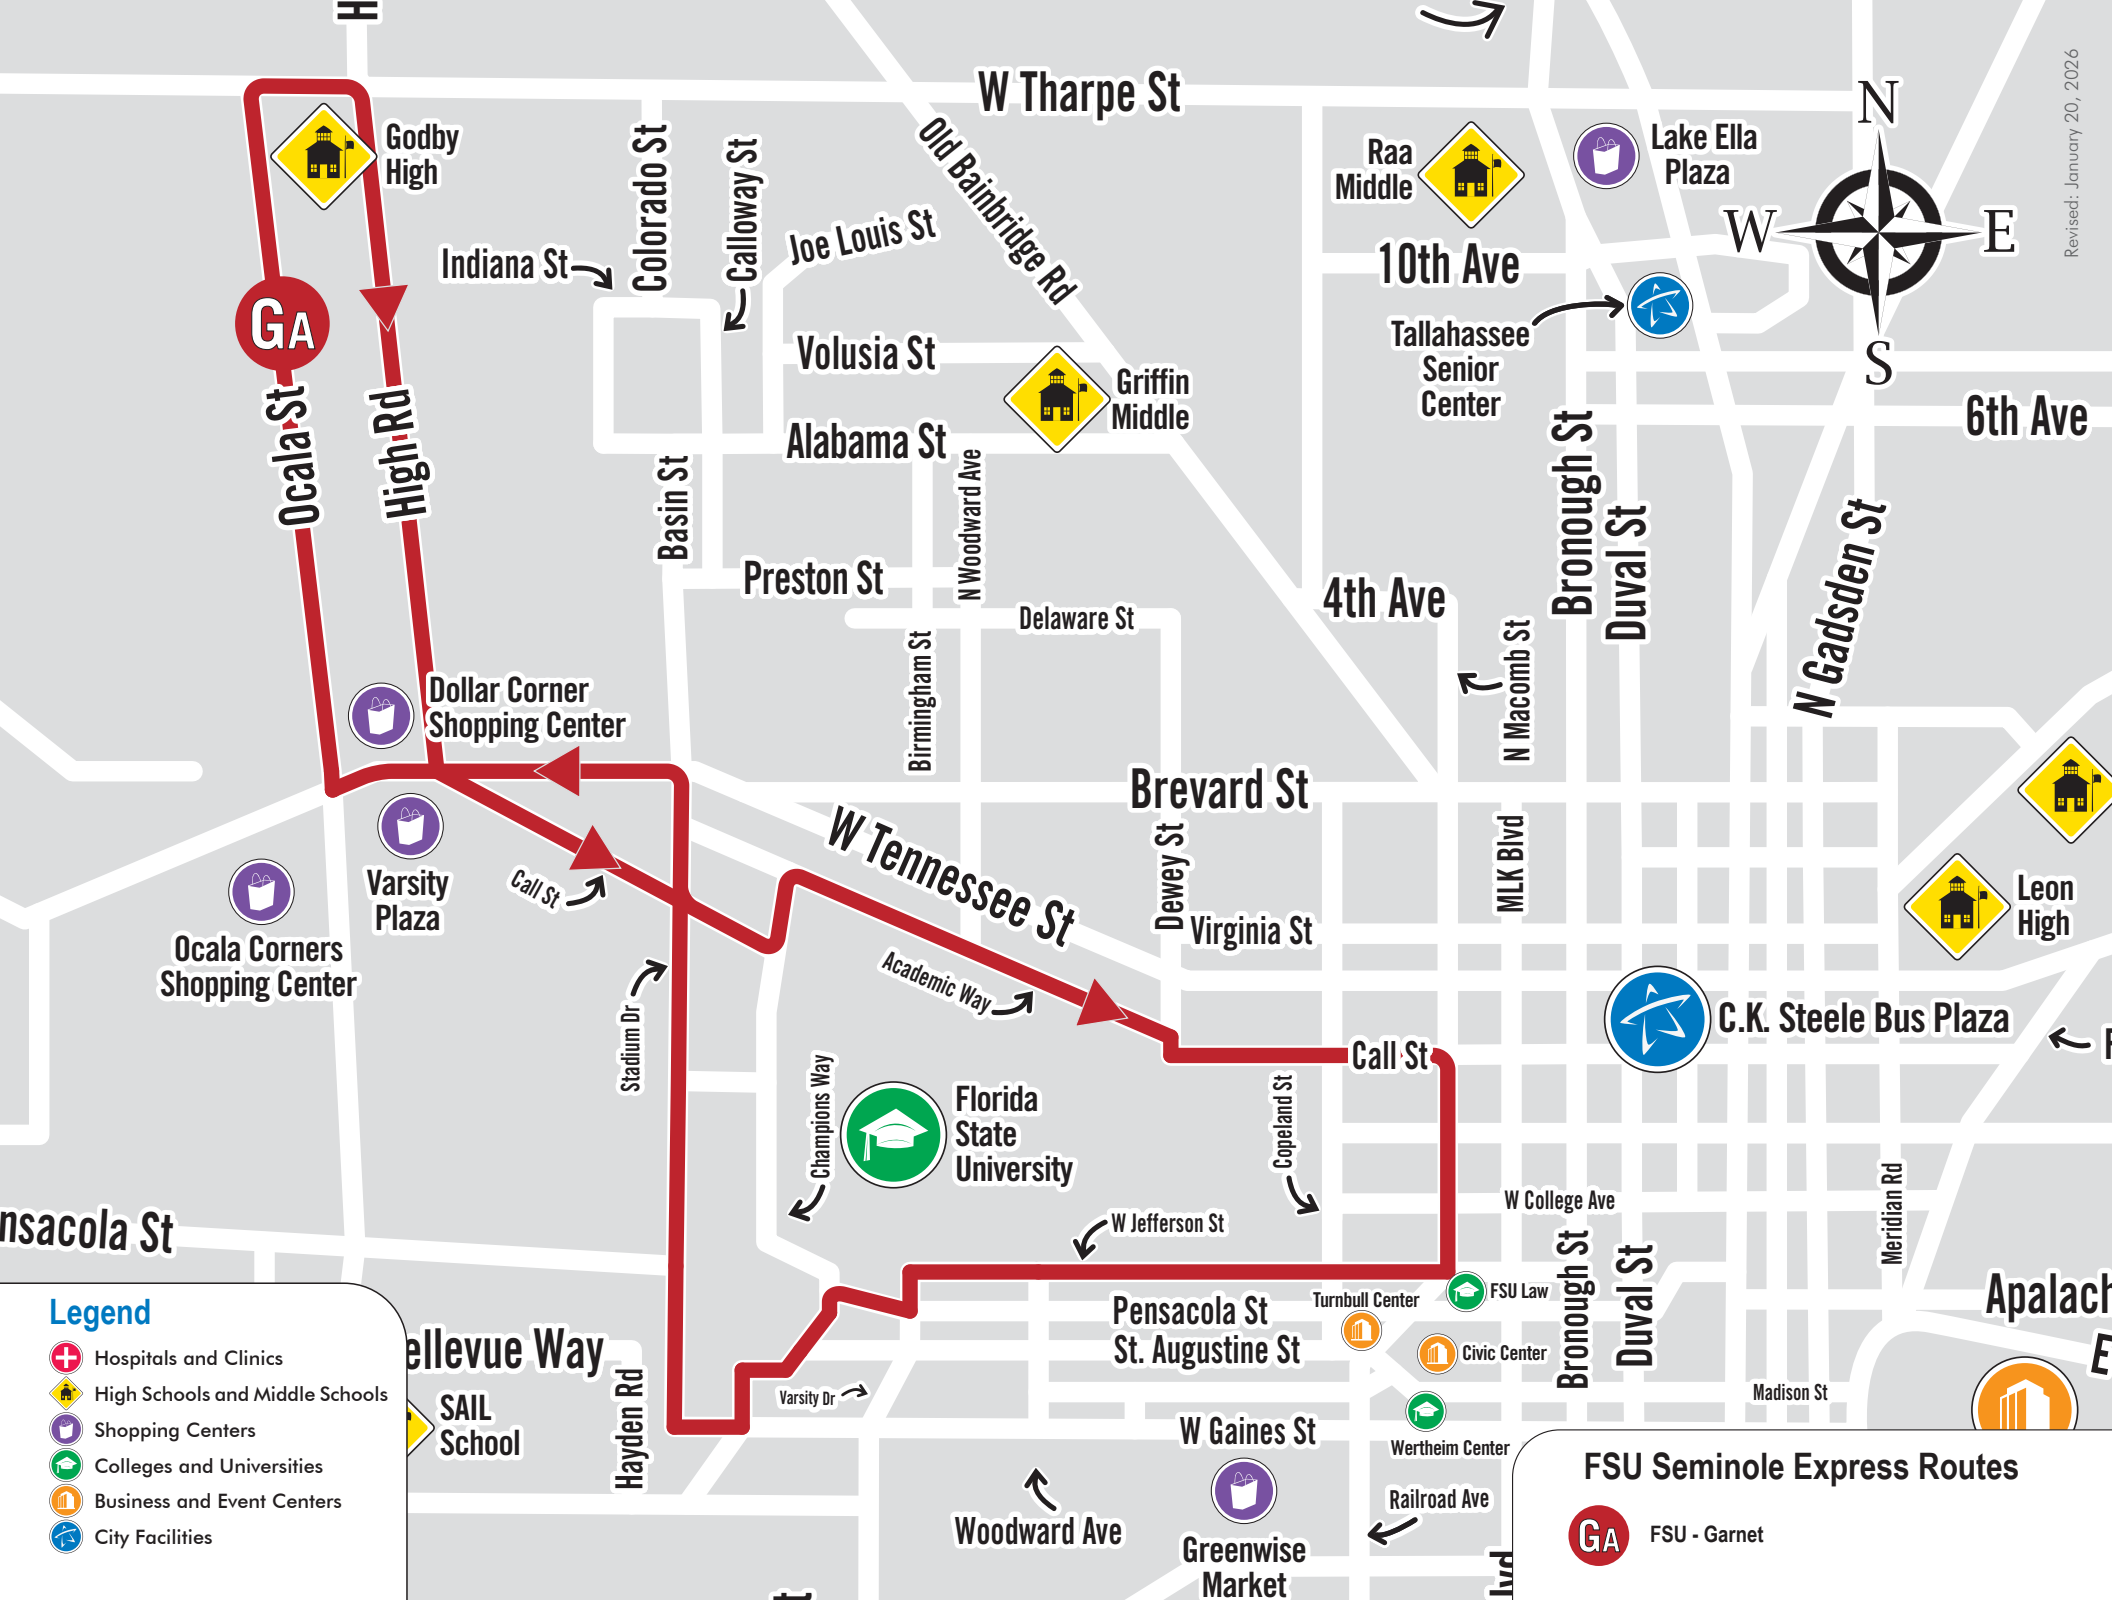 W Tharpe St
Godby
High
Colorado St
Calloway St
Indiana St
Joe Louis St
Old Bainbridge Rd
Raa
Middle
Lake Ella
Plaza
N
W
E
S
Revised: January 20, 2026
10th Ave
Tallahassee
Senior
Center
GA
Ocala St
High Rd
Volusia St
Griffin
Middle
Alabama St
6th Ave
Basin St
N Woodward Ave
Bronough St
Duval St
N Gadsden St
Preston St
Delaware St
4th Ave
Birmingham St
N Macomb St
Dollar Corner
Shopping Center
Brevard St
W Tennessee St
Dewey St
MLK Blvd
Varsity
Plaza
Call St
Virginia St
Leon
High
Ocala Corners
Shopping Center
Academic Way
Stadium Dr
C.K. Steele Bus Plaza
Call St
Champions Way
Florida
State
University
Copeland St
W College Ave
Meridian Rd
nsacola St
W Jefferson St
Bronough St
Duval St
FSU Law
Turnbull Center
Pensacola St
St. Augustine St
Civic Center
Apalach
ellevue Way
Hayden Rd
Varsity Dr
Madison St
SAIL
School
W Gaines St
Wertheim Center
Railroad Ave
Woodward Ave
Greenwise
Market
Legend
Hospitals and Clinics
High Schools and Middle Schools
Shopping Centers
Colleges and Universities
Business and Event Centers
City Facilities
FSU Seminole Express Routes
GA
FSU - Garnet